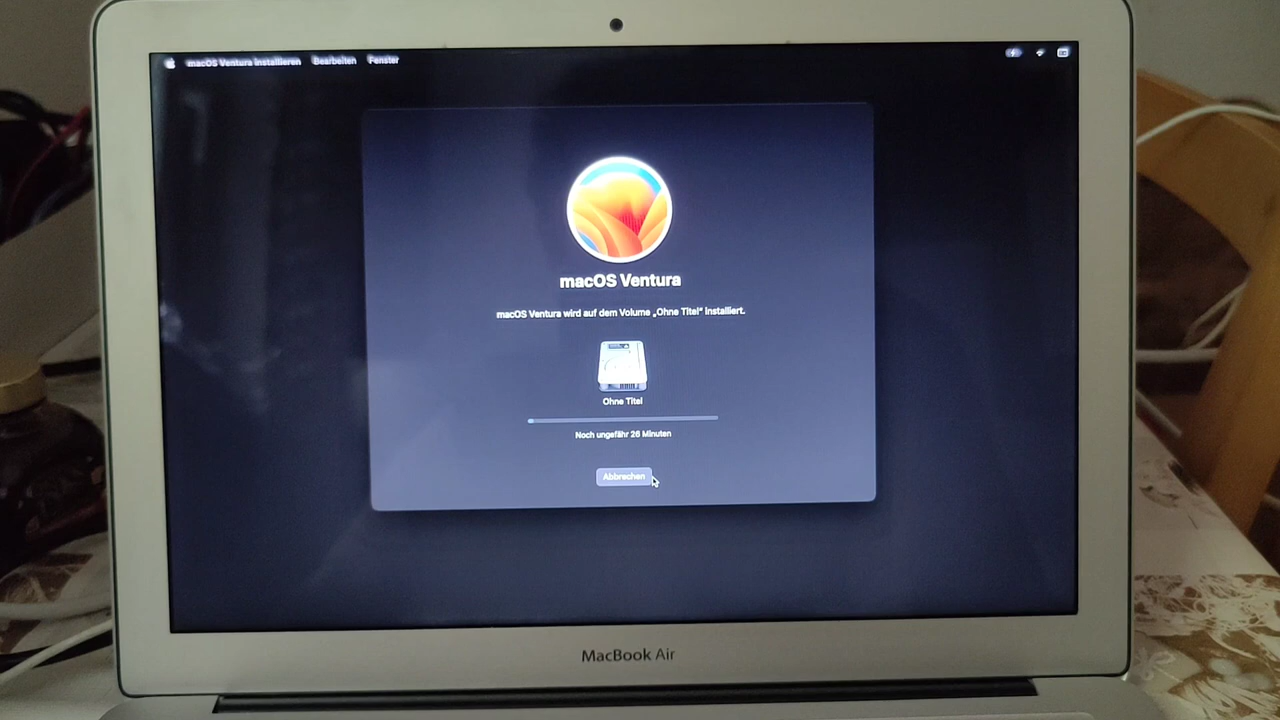 macOS Ventura Installieren Bearbeiten Fenster
macOS Ventura
macOS Ventura wird auf dem Volume „Ohne Titel“ installiert.
Ohne Titel
Noch ungefähr 26 Minuten
Abbrechen
MacBook Air